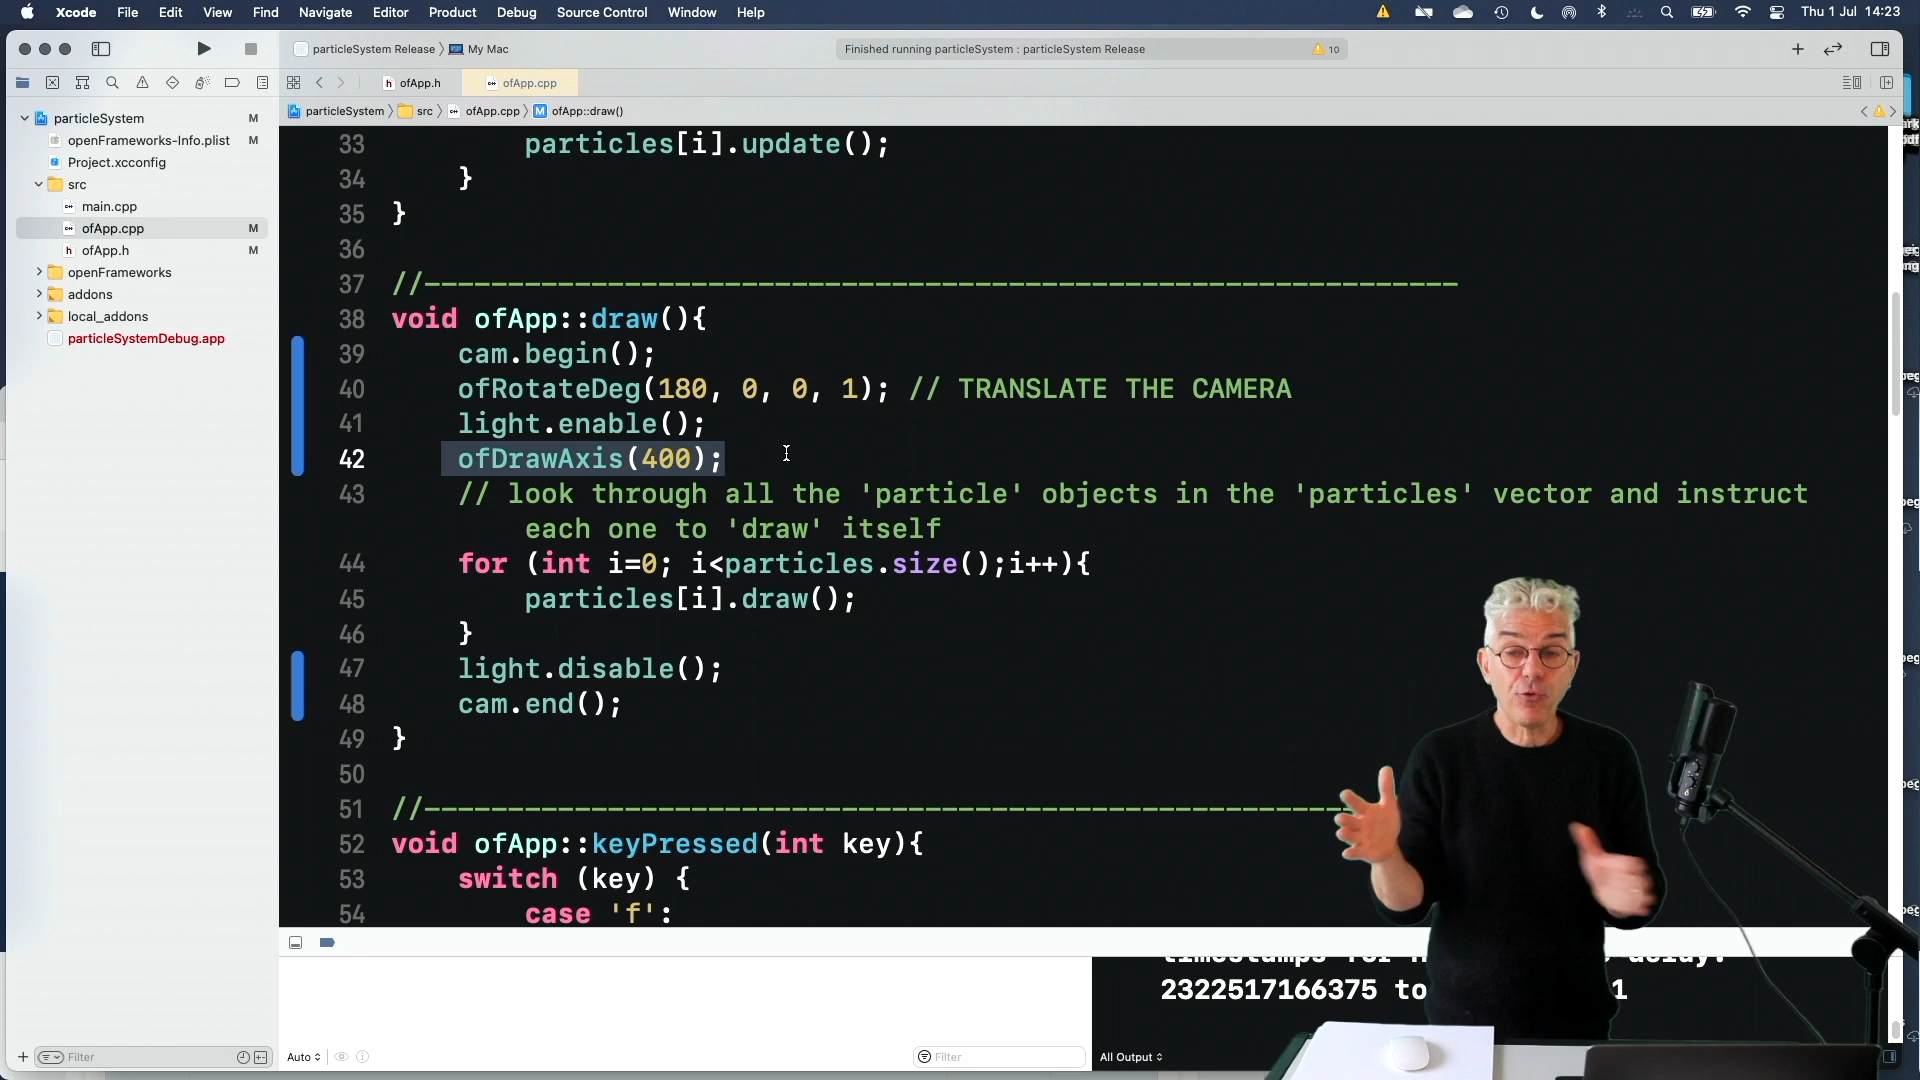 Xcode File Edit View Find Navigate Editor Product Debug Source Control Window Help
Thu 1 Jul 14:23
particleSystem Release My Mac
Finished running particleSystem : particleSystem Release
10
ofApp.h
ofApp.cpp
particleSystem src ofApp.cpp ofApp::draw()
particleSystem M
openFrameworks-Info.plist M
Project.xcconfig
src
main.cpp
ofApp.cpp M
ofApp.h M
openFrameworks
addons
local_addons
particleSystemDebug.app
33 particles[i].update();
34 }
35 }
36
37 //--------------------------------------------------------------
38 void ofApp::draw(){
39 cam.begin();
40 ofRotateDeg(180, 0, 0, 1); // TRANSLATE THE CAMERA
41 light.enable();
42 ofDrawAxis(400);
43 // look through all the 'particle' objects in the 'particles' vector and instruct
each one to 'draw' itself
44 for (int i=0; i<particles.size();i++){
45 particles[i].draw();
46 }
47 light.disable();
48 cam.end();
49 }
50
51 //--------------------------------------------------------
52 void ofApp::keyPressed(int key){
53 switch (key) {
54 case 'f':
2322517166375 to
1
Filter
Auto
Filter
All Output